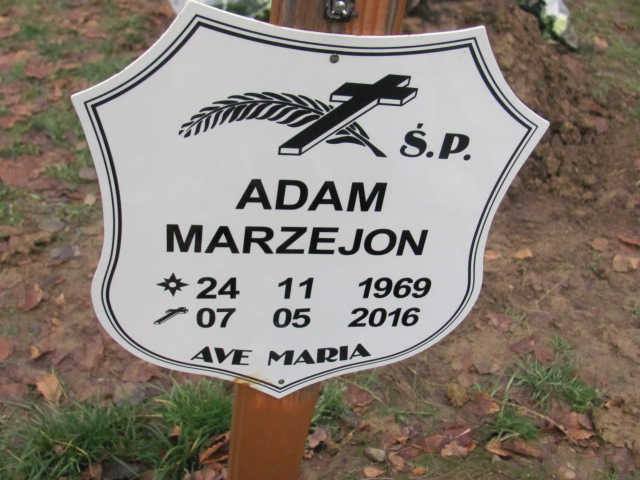 Ś.P.
ADAM
MARZEJON
24 11 1969
07 05 2016
AVE MARIA